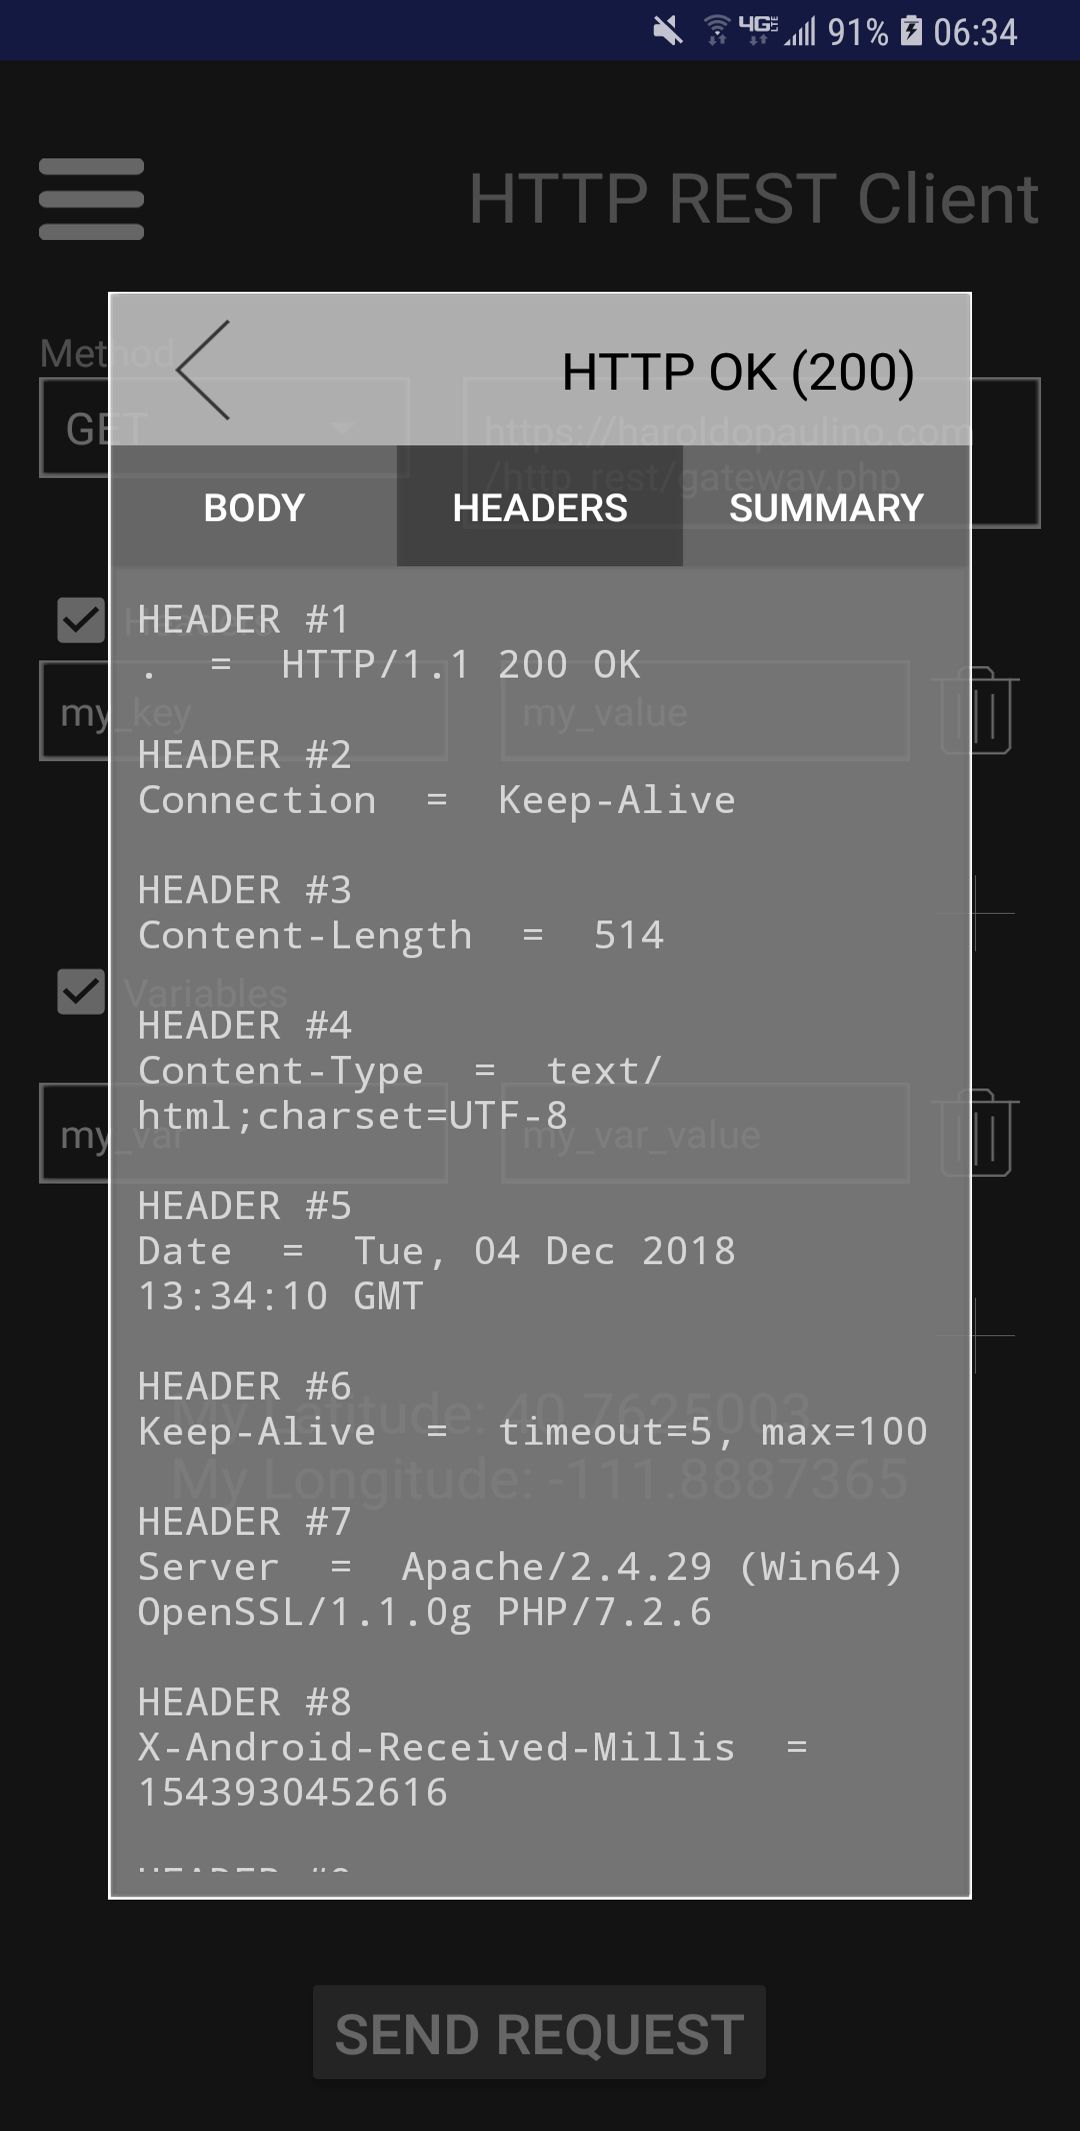 4G LTE 91% 06:34
HTTP REST Client
Method
GET
https://haroldopaulino.com
/http_rest/gateway.php
HTTP OK (200)
BODY HEADERS SUMMARY
Headers
my_key my_value
Variables
my_var my_var_value
My Latitude: 40.7625003
My Longitude: -111.8887365
HEADER #1
. = HTTP/1.1 200 OK
HEADER #2
Connection = Keep-Alive
HEADER #3
Content-Length = 514
HEADER #4
Content-Type = text/
html;charset=UTF-8
HEADER #5
Date = Tue, 04 Dec 2018
13:34:10 GMT
HEADER #6
Keep-Alive = timeout=5, max=100
HEADER #7
Server = Apache/2.4.29 (Win64)
OpenSSL/1.1.0g PHP/7.2.6
HEADER #8
X-Android-Received-Millis =
1543930452616
SEND REQUEST